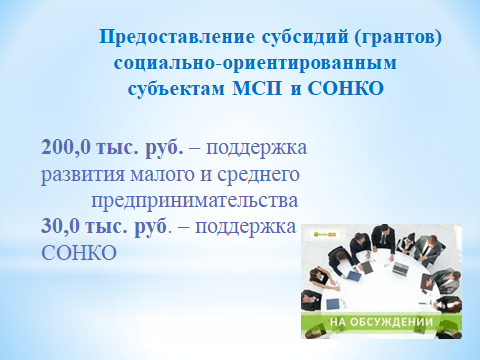 Предоставление субсидий (грантов)
социально-ориентированным
субъектам МСП и СОНКО
200,0 тыс. руб. – поддержка
развития малого и среднего
предпринимательства
30,0 тыс. руб. – поддержка
СОНКО
НА ОБСУЖДЕНИИ